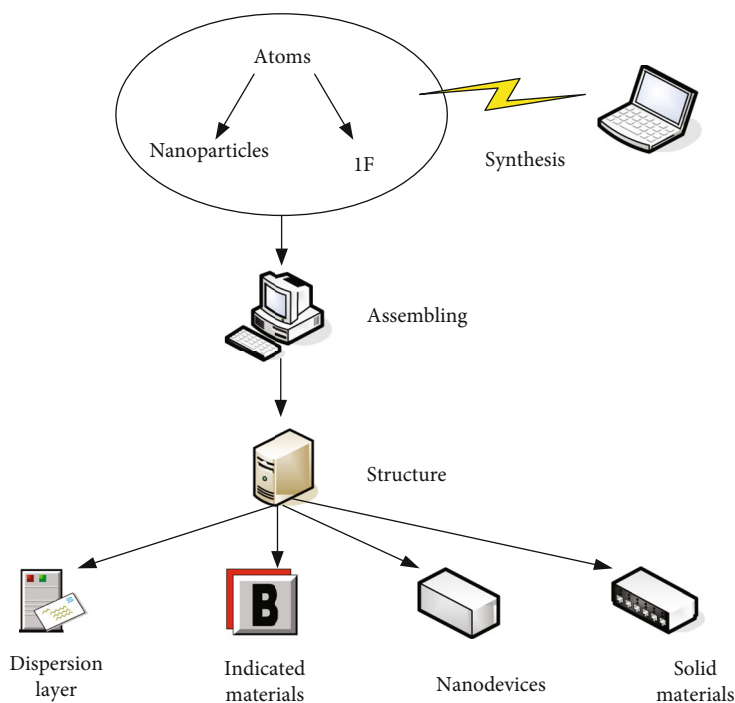 Atoms
Nanoparticles
1F
Synthesis
Assembling
Structure
B
Dispersion
layer
Indicated
materials
Nanodevices
Solid
materials